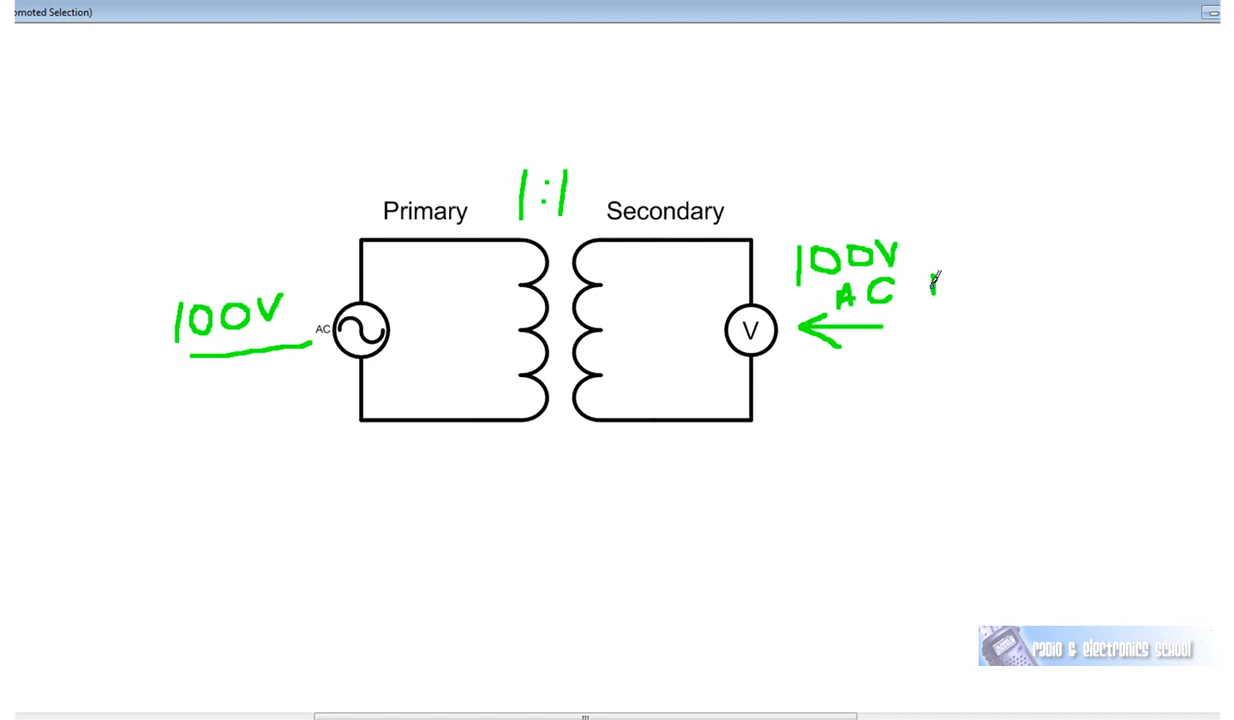 omoted Selection)
1:1
Primary
Secondary
100V
AC
100V
AC
V
RADIO & ELECTRONICS SCHOOL